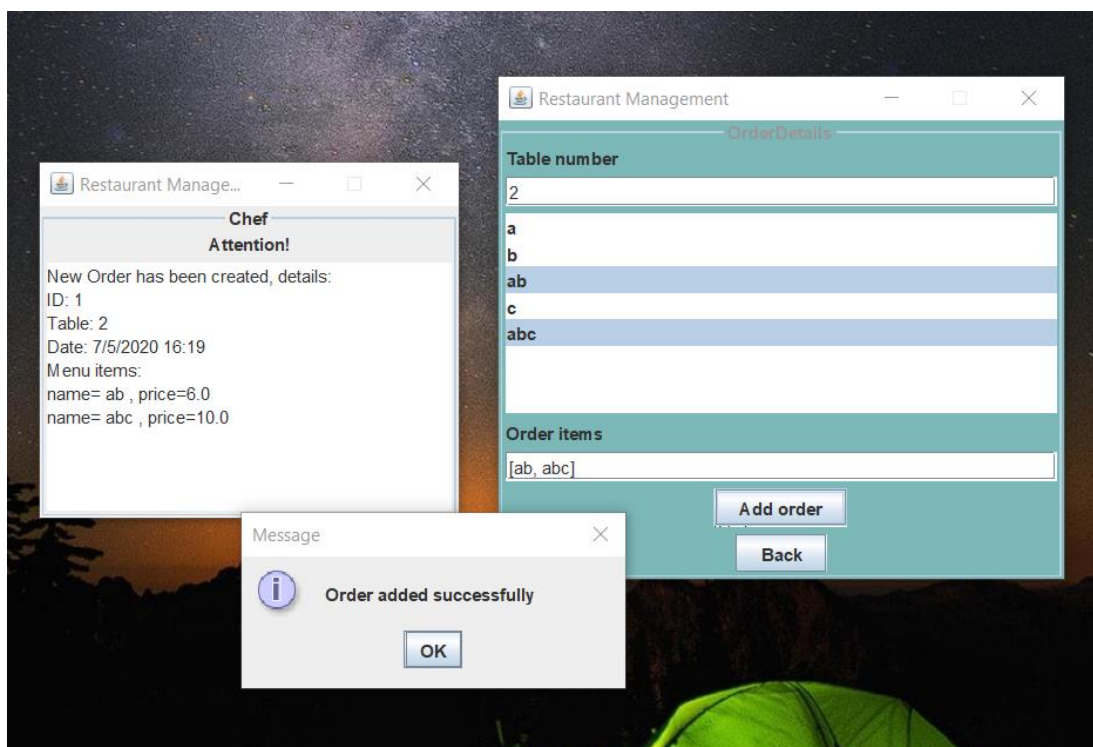 Restaurant Manage...
Chef
Attention!
New Order has been created, details:
ID: 1
Table: 2
Date: 7/5/2020 16:19
Menu items:
name= ab , price=6.0
name= abc , price=10.0
Restaurant Management
OrderDetails
Table number
2
a
b
ab
c
abc
Order items
[ab, abc]
Add order
Back
Message
Order added successfully
OK